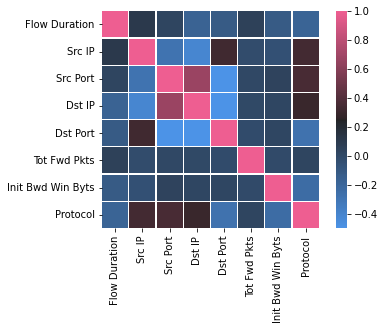 Flow Duration
Src IP
Src Port
Dst IP
Dst Port
Tot Fwd Pkts
Init Bwd Win Byts
Protocol
Flow Duration
Src IP
Src Port
Dst IP
Dst Port
Tot Fwd Pkts
Init Bwd Win Byts
Protocol
1.0
0.8
0.6
0.4
0.2
0.0
−0.2
−0.4